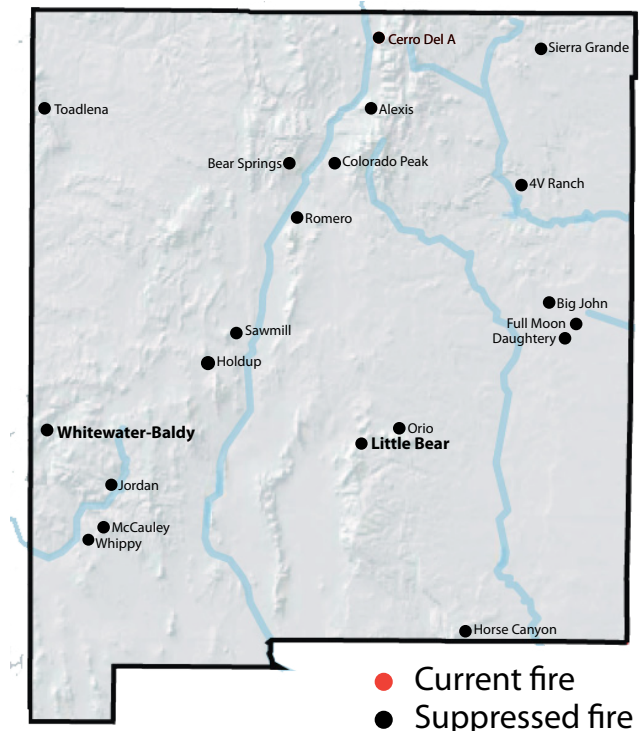 Cerro Del A
Sierra Grande
Toadlena
Alexis
Bear Springs
Colorado Peak
4V Ranch
Romero
Big John
Full Moon
Sawmill
Daughtery
Holdup
Whitewater-Baldy
Orio
Little Bear
Jordan
McCauley
Whippy
Horse Canyon
Current fire
Suppressed fire